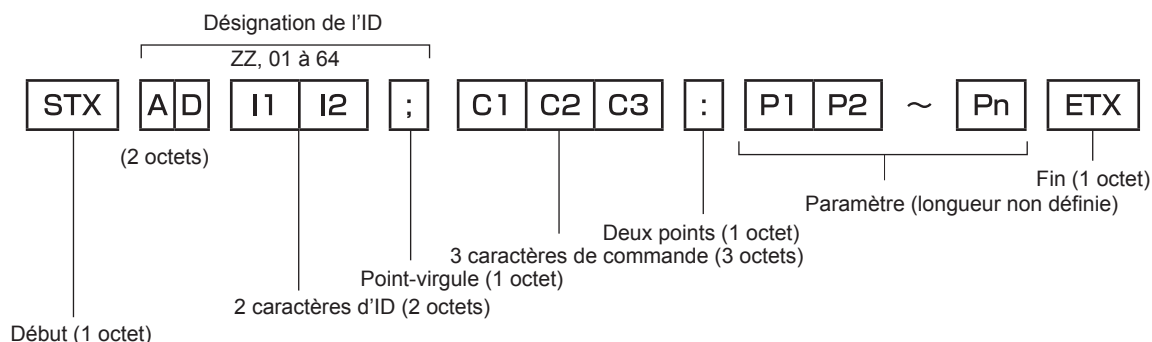 Désignation de l'ID
ZZ, 01 à 64
STX A D I1 I2 ; C1 C2 C3 : P1 P2 ～ Pn ETX
(2 octets)
Fin (1 octet)
Paramètre (longueur non définie)
Deux points (1 octet)
3 caractères de commande (3 octets)
Point-virgule (1 octet)
2 caractères d'ID (2 octets)
Début (1 octet)